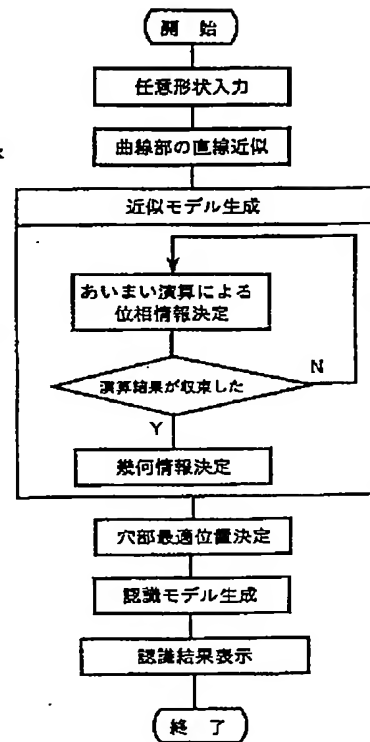 開 始
任意形状入力
曲線部の直線近似
近似モデル生成
あいまい演算による
位相情報決定
演算結果が収束した
N
Y
幾何情報決定
穴部最適位置決定
認識モデル生成
認識結果表示
終 了